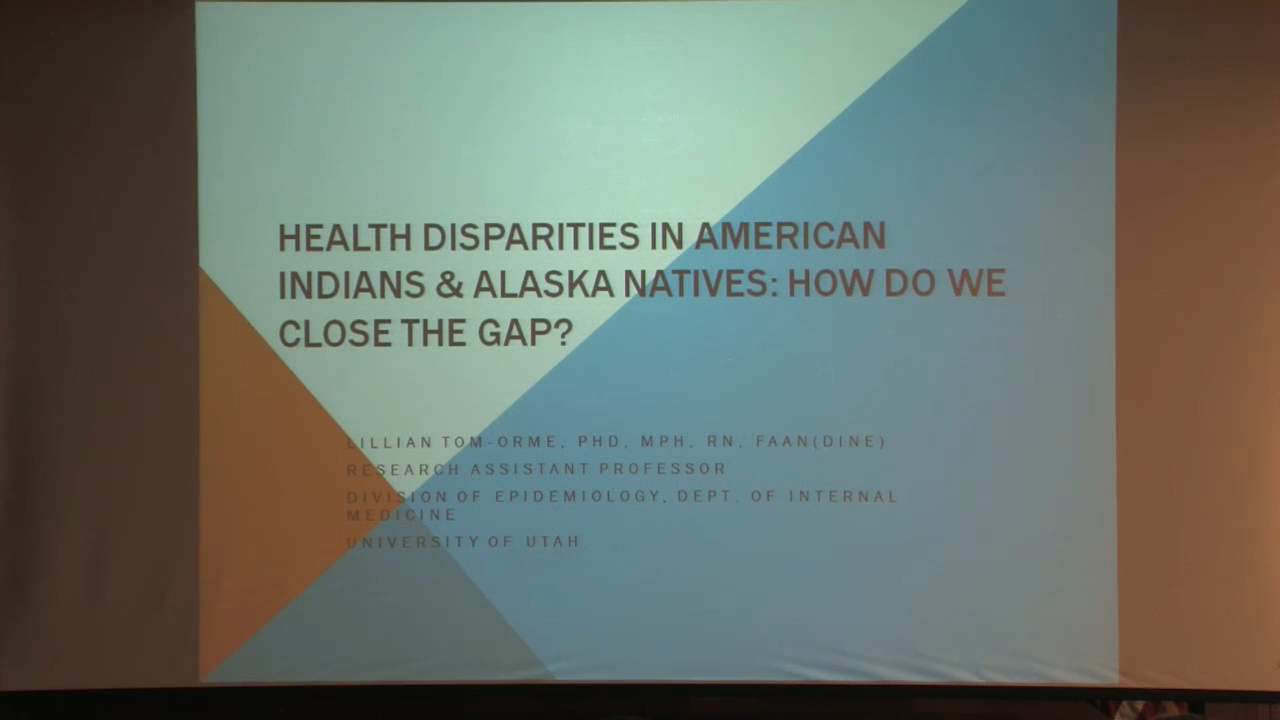 HEALTH DISPARITIES IN AMERICAN
INDIANS & ALASKA NATIVES: HOW DO WE
CLOSE THE GAP?
LILLIAN TOM-ORME, PHD, MPH, RN, FAAN(DINE)
RESEARCH ASSISTANT PROFESSOR
DIVISION OF EPIDEMIOLOGY, DEPT. OF INTERNAL
MEDICINE
UNIVERSITY OF UTAH